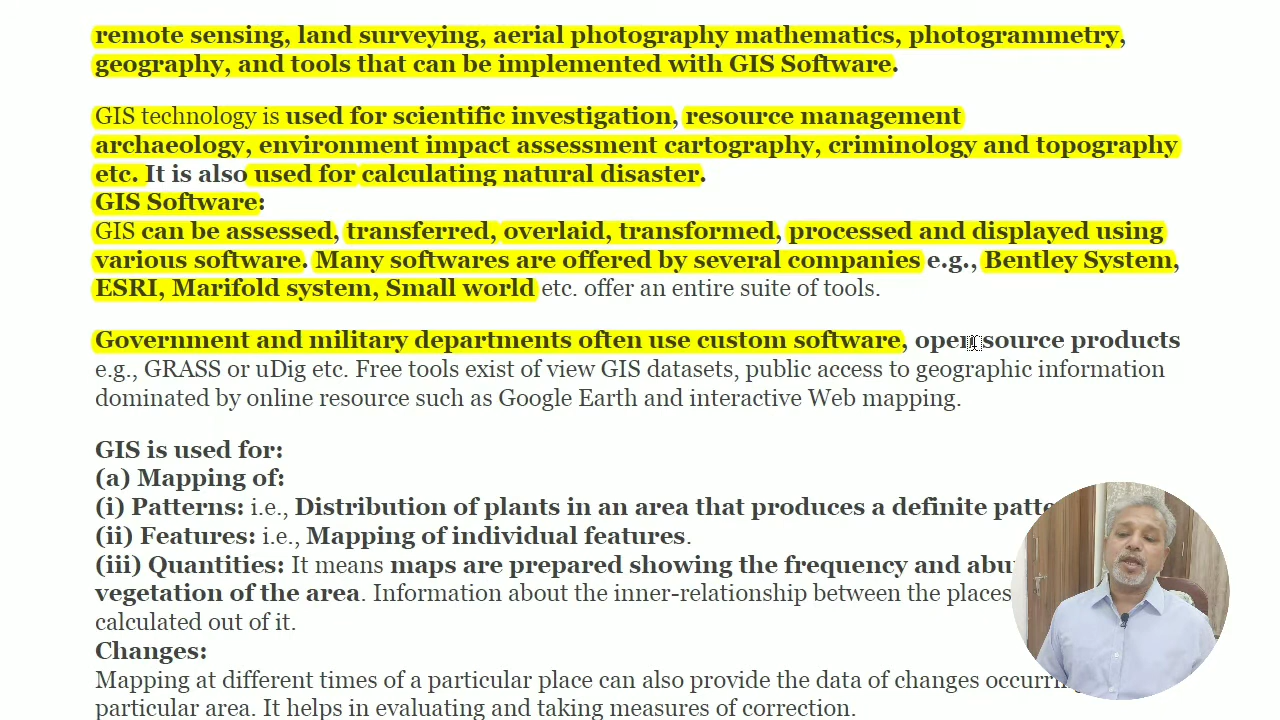 remote sensing, land surveying, aerial photography mathematics, photogrammetry,
geography, and tools that can be implemented with GIS Software.
GIS technology is used for scientific investigation, resource management
archaeology, environment impact assessment cartography, criminology and topography
etc. It is also used for calculating natural disaster.
GIS Software:
GIS can be assessed, transferred, overlaid, transformed, processed and displayed using
various software. Many softwares are offered by several companies e.g., Bentley System,
ESRI, Marifold system, Small world etc. offer an entire suite of tools.
Government and military departments often use custom software, open source products
e.g., GRASS or uDig etc. Free tools exist of view GIS datasets, public access to geographic information
dominated by online resource such as Google Earth and interactive Web mapping.
GIS is used for:
(a) Mapping of:
(i) Patterns: i.e., Distribution of plants in an area that produces a definite
(ii) Features: i.e., Mapping of individual features.
(iii) Quantities: It means maps are prepared showing the frequency and
vegetation of the area. Information about the inner-relationship between the places
calculated out of it.
Changes:
Mapping at different times of a particular place can also provide the data of changes
particular area. It helps in evaluating and taking measures of correction.